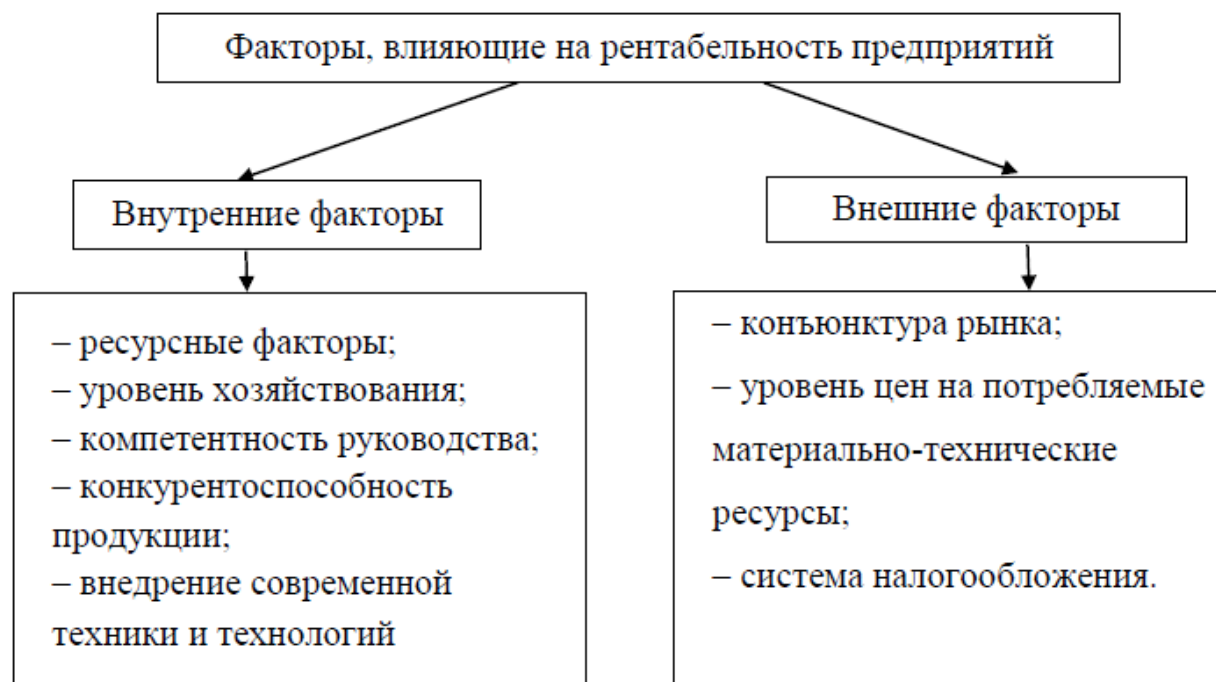 Факторы, влияющие на рентабельность предприятий
Внутренние факторы
– ресурсные факторы;
– уровень хозяйствования;
– компетентность руководства;
– конкурентоспособность
продукции;
– внедрение современной
техники и технологий
Внешние факторы
– конъюнктура рынка;
– уровень цен на потребляемые
материально-технические
ресурсы;
– система налогообложения.